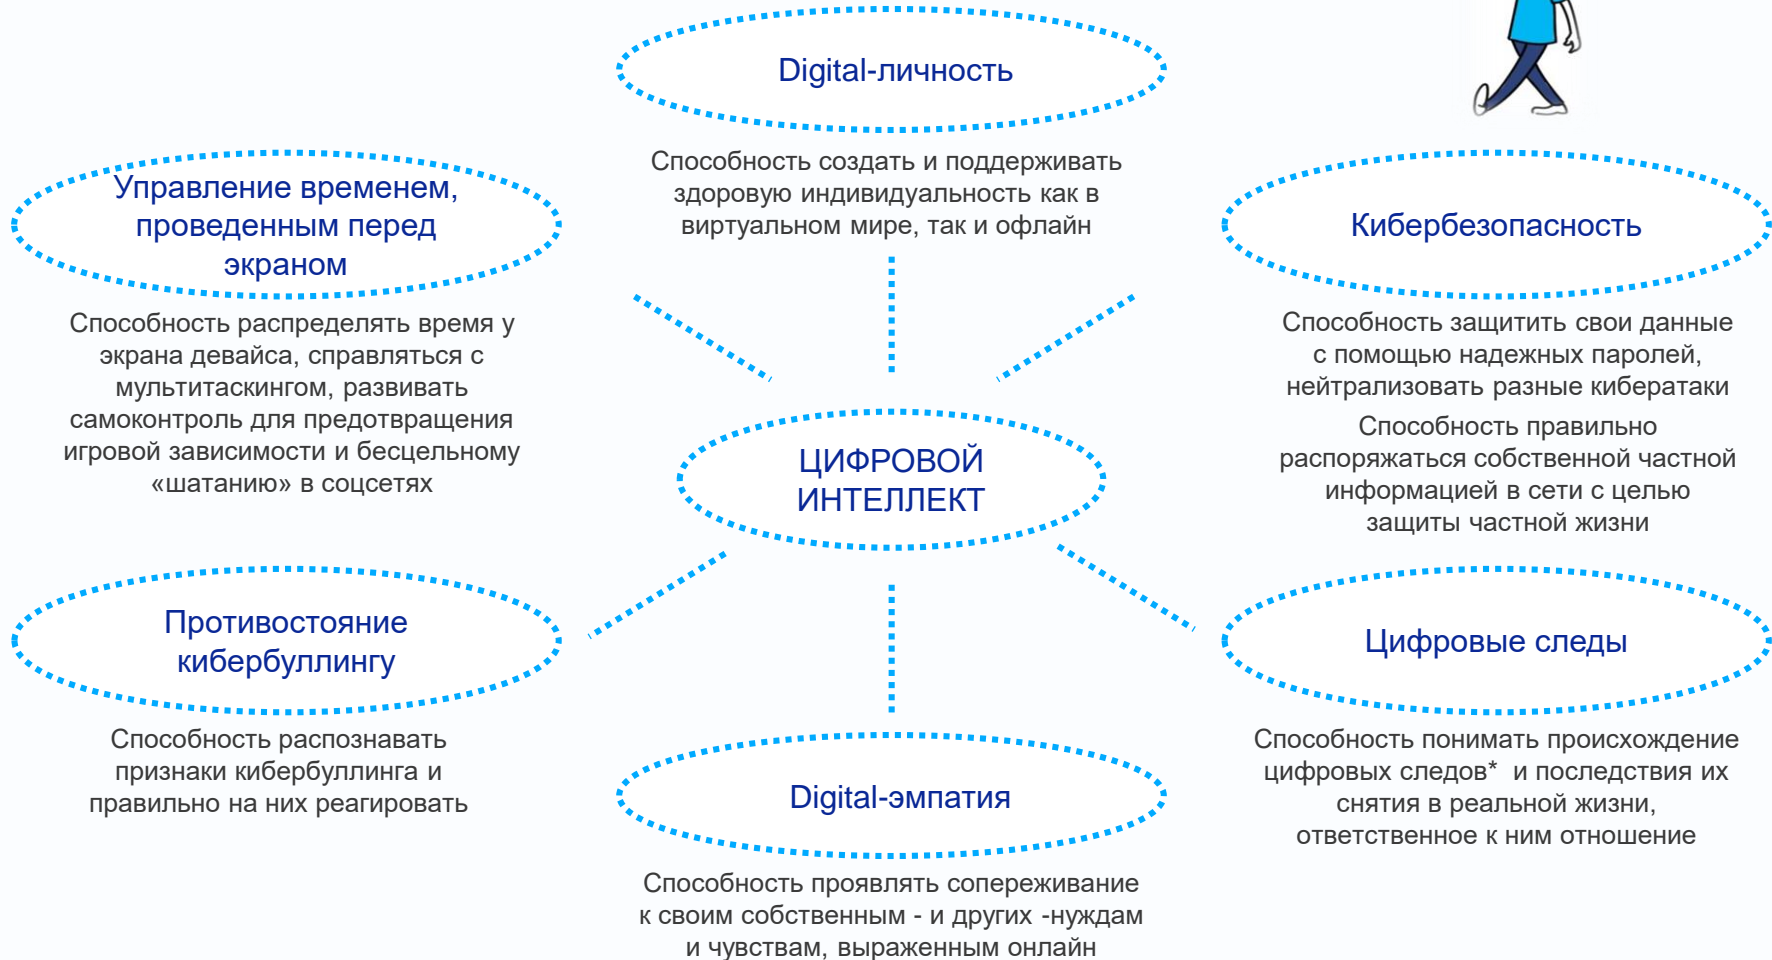 Digital-личность
Способность создать и поддерживать
здоровую индивидуальность как в
виртуальном мире, так и офлайн
Управление временем,
проведенным перед
экраном
Способность распределять время у
экрана девайса, справляться с
мультитаскингом, развивать
самоконтроль для предотвращения
игровой зависимости и бесцельному
«шатанию» в соцсетях
Кибербезопасность
Способность защитить свои данные
с помощью надежных паролей,
нейтрализовать разные кибератаки
Способность правильно
распоряжаться собственной частной
информацией в сети с целью
защиты частной жизни
ЦИФРОВОЙ
ИНТЕЛЛЕКТ
Противостояние
кибербуллингу
Способность распознавать
признаки кибербуллинга и
правильно на них реагировать
Digital-эмпатия
Способность проявлять сопереживание
к своим собственным - и других -нуждам
и чувствам, выраженным онлайн
Цифровые следы
Способность понимать происхождение
цифровых следов* и последствия их
снятия в реальной жизни,
ответственное к ним отношение